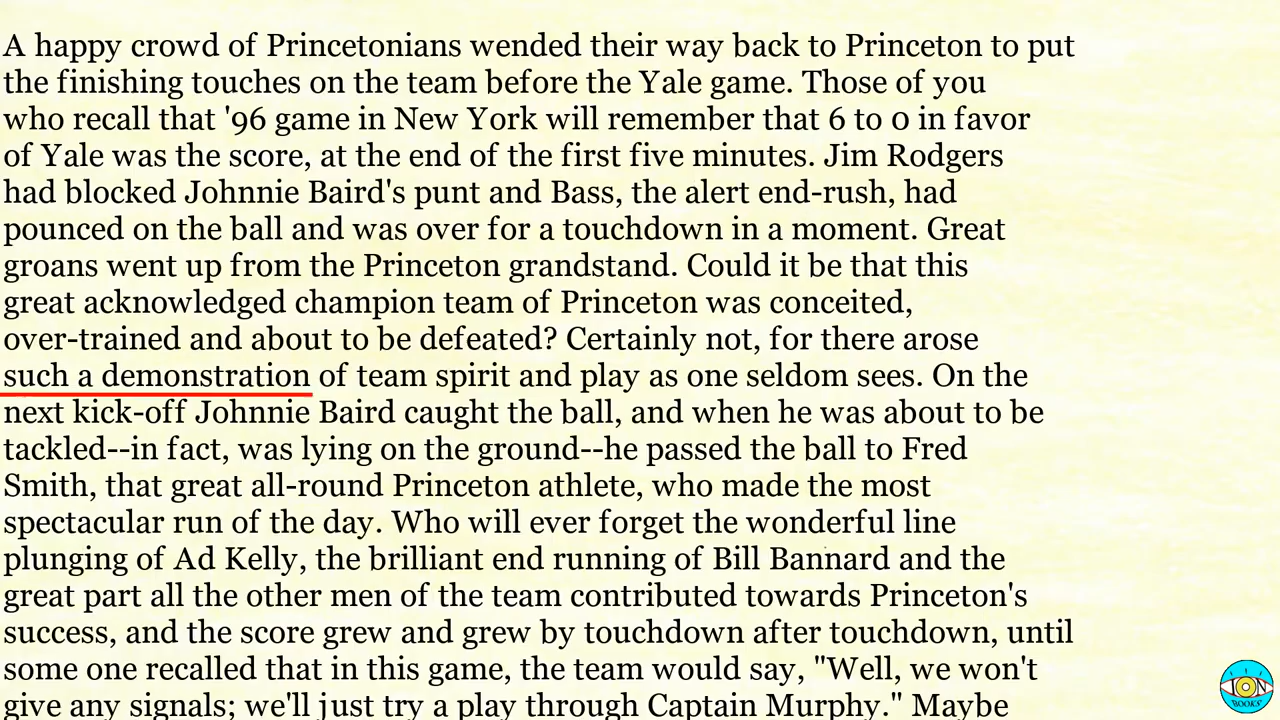 A happy crowd of Princetonians wended their way back to Princeton to put
the finishing touches on the team before the Yale game. Those of you
who recall that '96 game in New York will remember that 6 to 0 in favor
of Yale was the score, at the end of the first five minutes. Jim Rodgers
had blocked Johnnie Baird's punt and Bass, the alert end-rush, had
pounced on the ball and was over for a touchdown in a moment. Great
groans went up from the Princeton grandstand. Could it be that this
great acknowledged champion team of Princeton was conceited,
over-trained and about to be defeated? Certainly not, for there arose
such a demonstration of team spirit and play as one seldom sees. On the
next kick-off Johnnie Baird caught the ball, and when he was about to be
tackled--in fact, was lying on the ground--he passed the ball to Fred
Smith, that great all-round Princeton athlete, who made the most
spectacular run of the day. Who will ever forget the wonderful line
plunging of Ad Kelly, the brilliant end running of Bill Bannard and the
great part all the other men of the team contributed towards Princeton's
success, and the score grew and grew by touchdown after touchdown, until
some one recalled that in this game, the team would say, "Well, we won't
give any signals; we'll just try a play through Captain Murphy." Maybe
ION
BOOKS